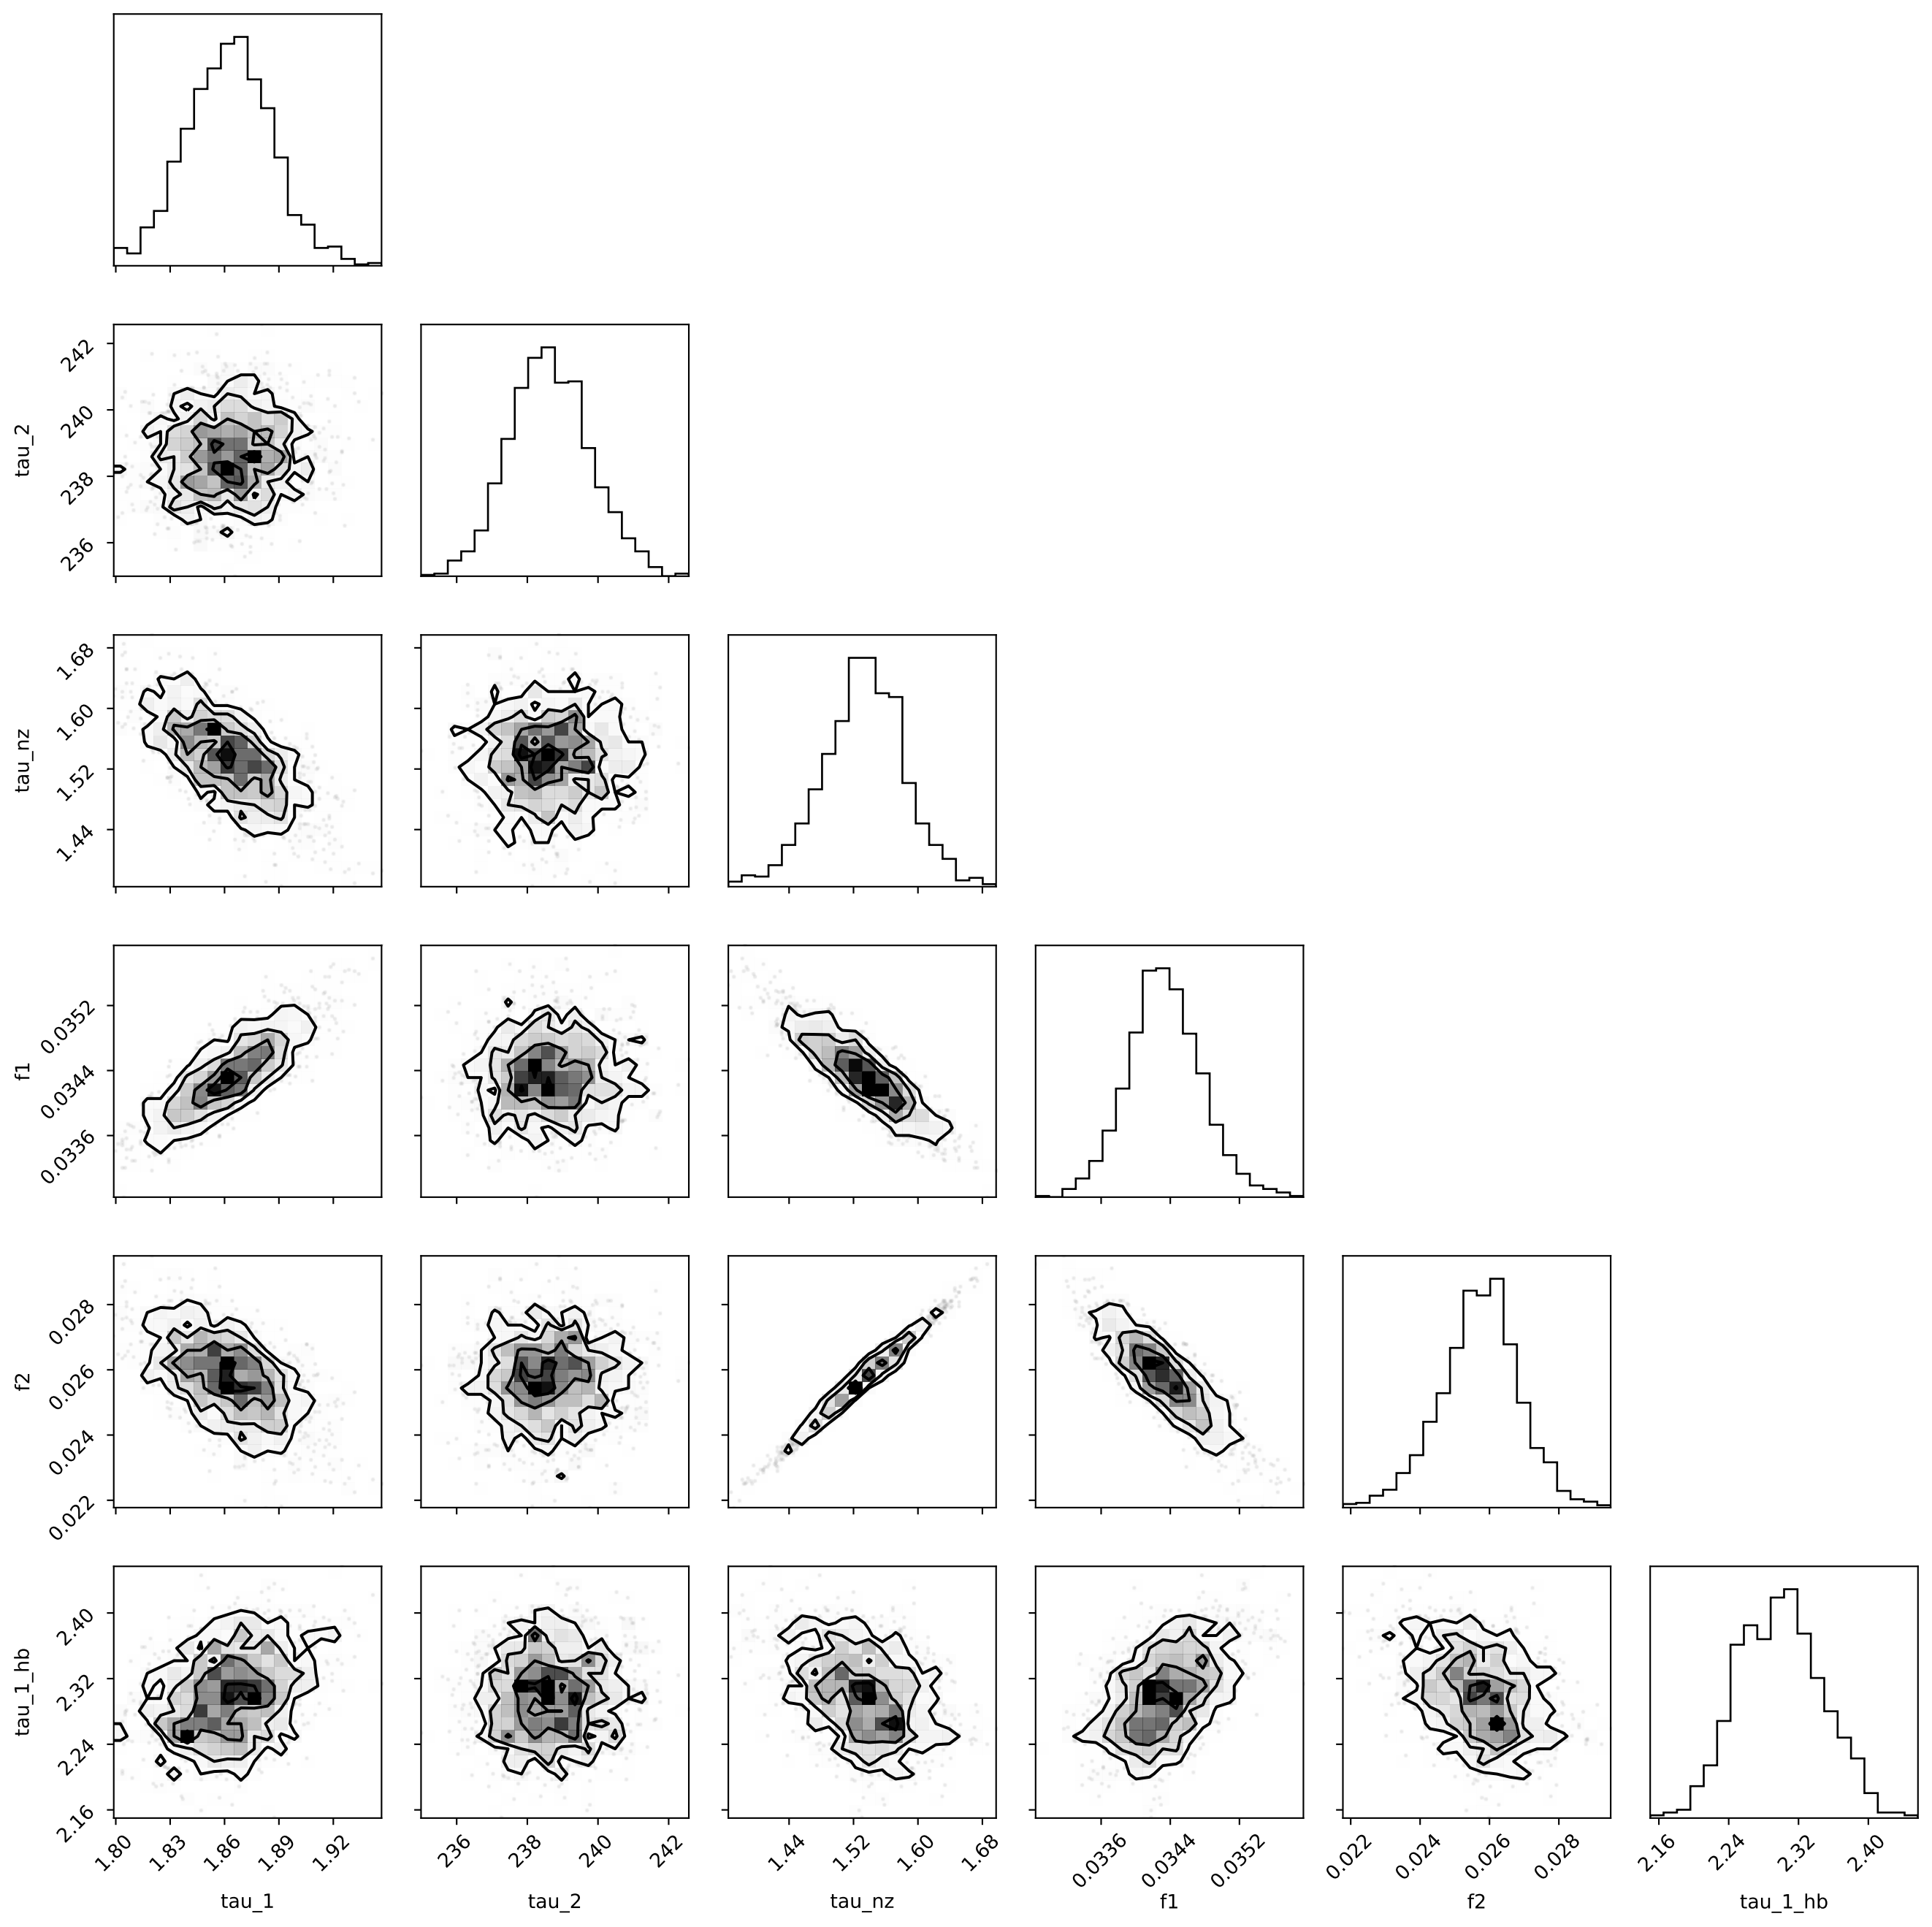 tau_2
242
240
238
236
tau_nz
1.68
1.60
1.52
1.44
f1
0.0352
0.0344
0.0336
f2
0.028
0.026
0.024
0.022
tau_1_hb
2.40
2.32
2.24
2.16
1.80 1.83 1.86 1.89 1.92
236 238 240 242
1.44 1.52 1.60 1.68
0.0336 0.0344 0.0352
0.022 0.024 0.026 0.028
2.16 2.24 2.32 2.40
tau_1 tau_2 tau_nz f1 f2 tau_1_hb